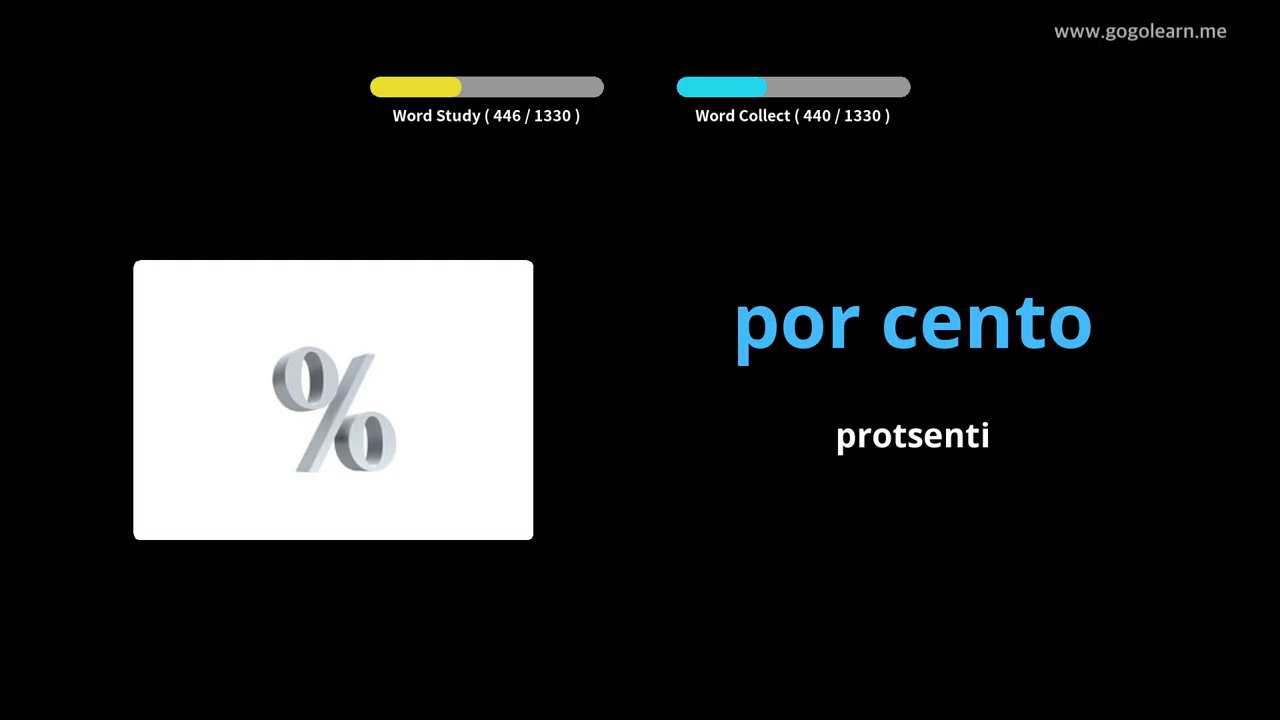 www.gogolearn.me
Word Study ( 446 / 1330 )
Word Collect ( 440 / 1330 )
%
por cento
protsenti